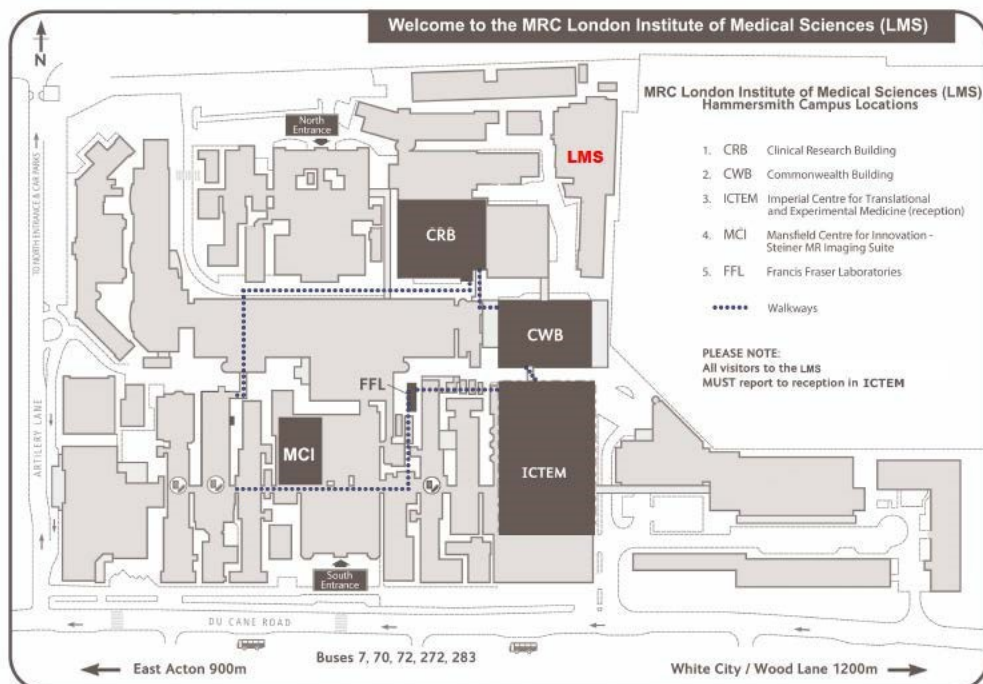 Welcome to the MRC London Institute of Medical Sciences (LMS)
N
MRC London Institute of Medical Sciences (LMS)
Hammersmith Campus Locations
1. CRB Clinical Research Building
2. CWB Commonwealth Building
3. ICTEM Imperial Centre for Translational
and Experimental Medicine (reception)
4. MCI Mansfield Centre for Innovation -
Steiner MR Imaging Suite
5. FFL Francis Fraser Laboratories
Walkways
PLEASE NOTE:
All visitors to the LMS
MUST report to reception in ICTEM
North
Entrance
LMS
CRB
CWB
FFL
MCI
ICTEM
TO NORTH ENTRANCE & CAR PARKS
ARTILLERY LANE
South
Entrance
DU CANE ROAD
East Acton 900m
Buses 7, 70, 72, 272, 283
White City / Wood Lane 1200m